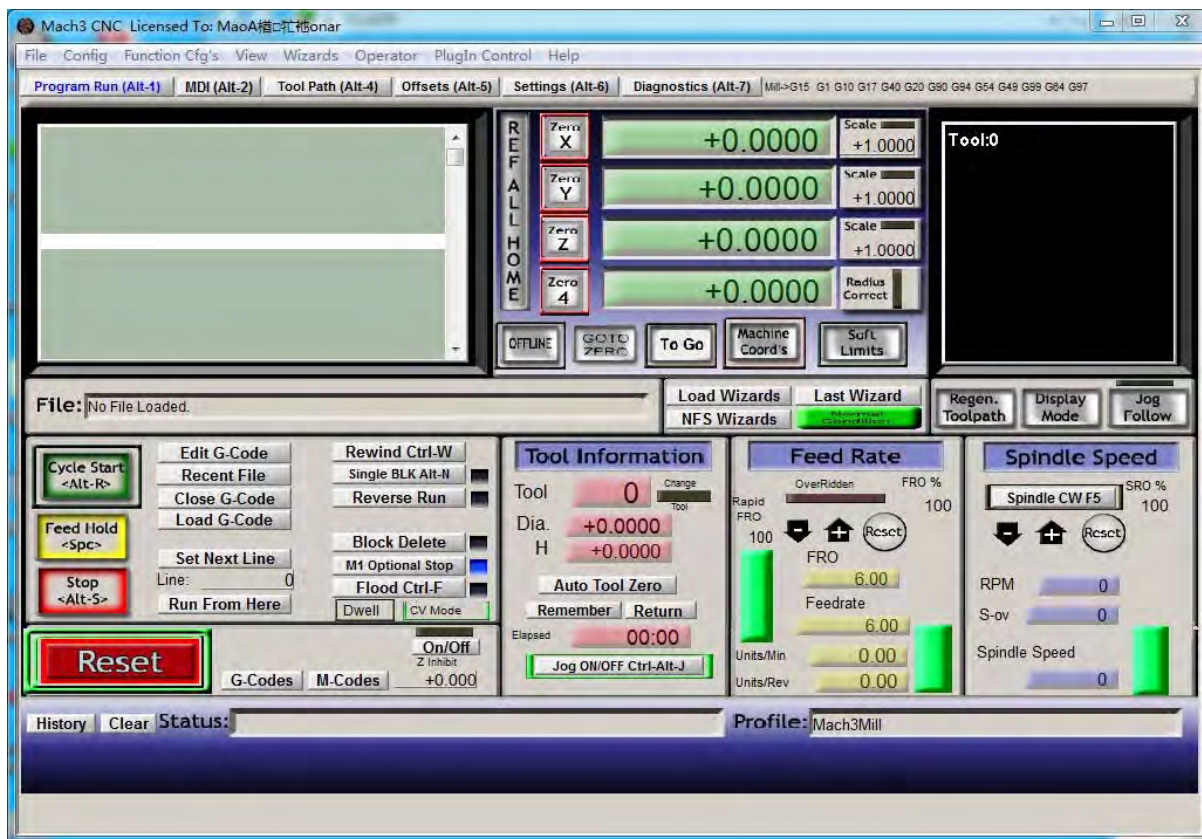 Mach3 CNC Licensed To: MaoA onar
File Config Function Cfg's View Wizards Operator PlugIn Control Help
Program Run (Alt-1) MDI (Alt-2) Tool Path (Alt-4) Offsets (Alt-5) Settings (Alt-6) Diagnostics (Alt-7) Mill->G15 G1 G10 G17 G40 G20 G90 G94 G54 G49 G99 G64 G97
REF ALL HOME
Zero X +0.0000 Scale +1.0000
Zero Y +0.0000 Scale +1.0000
Zero Z +0.0000 Scale +1.0000
Zero 4 +0.0000 Radius Correct
OFFLINE GOTO ZERO To Go Machine Coord's Soft Limits
Tool:0
File: No File Loaded.
Load Wizards Last Wizard
NFS Wizards Normal Condition
Regen. Toolpath Display Mode Jog Follow
Cycle Start <Alt-R>
Feed Hold <Spc>
Stop <Alt-S>
Edit G-Code
Recent File
Close G-Code
Load G-Code
Set Next Line
Line: 0
Run From Here
Rewind Ctrl-W
Single BLK Alt-N
Reverse Run
Block Delete
M1 Optional Stop
Flood Ctrl-F
Dwell CV Mode
Reset
G-Codes M-Codes
On/Off
Z Inhibit
+0.000
Tool Information
Tool 0 Change Tool
Dia. +0.0000
H +0.0000
Auto Tool Zero
Remember Return
Elapsed 00:00
Jog ON/OFF Ctrl-Alt-J
Feed Rate
OverRidden FRO %
100
Rapid FRO
100
Reset
FRO
6.00
Feedrate
6.00
Units/Min 0.00
Units/Rev 0.00
Spindle Speed
Spindle CW F5
SRO %
100
Reset
RPM 0
S-ov 0
Spindle Speed
0
History Clear Status:
Profile: Mach3Mill